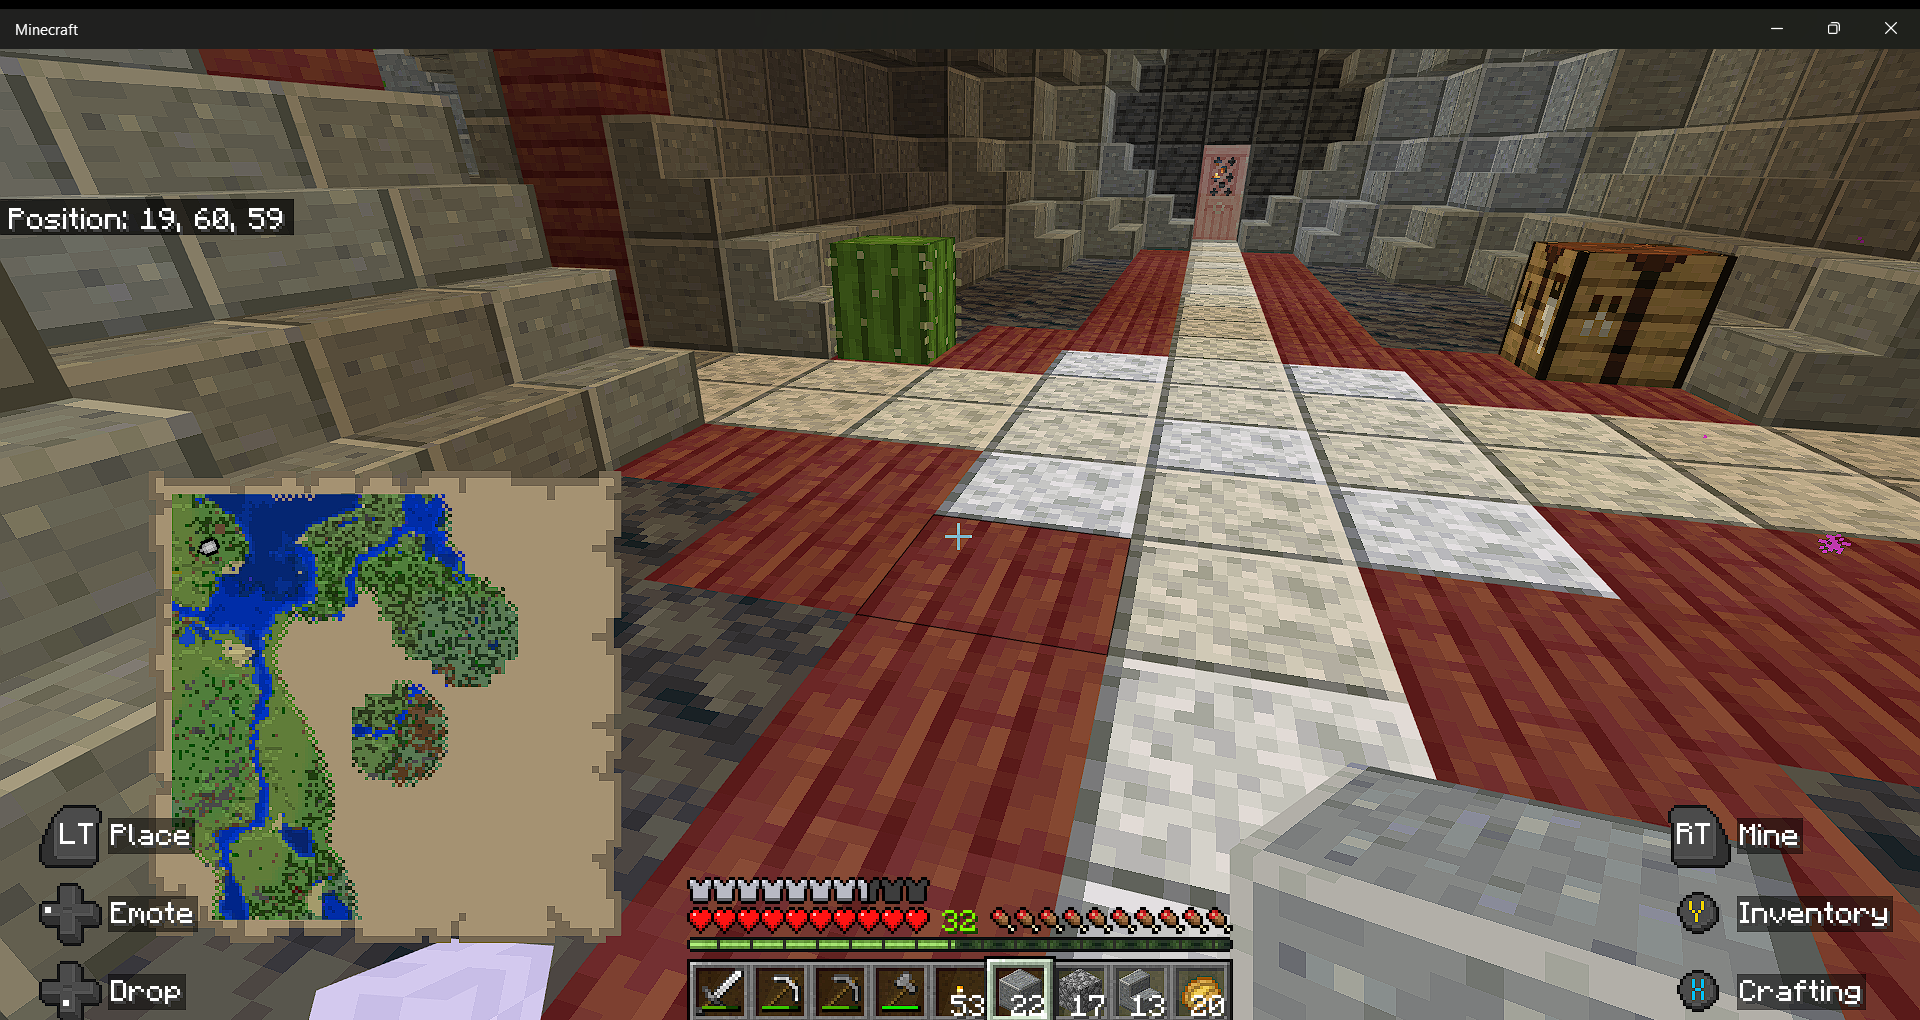 Minecraft
Position: 19, 60, 59
LT Place
RT Mine
Emote
Y Inventory
Drop
X Crafting
32
53 22 17 13 20